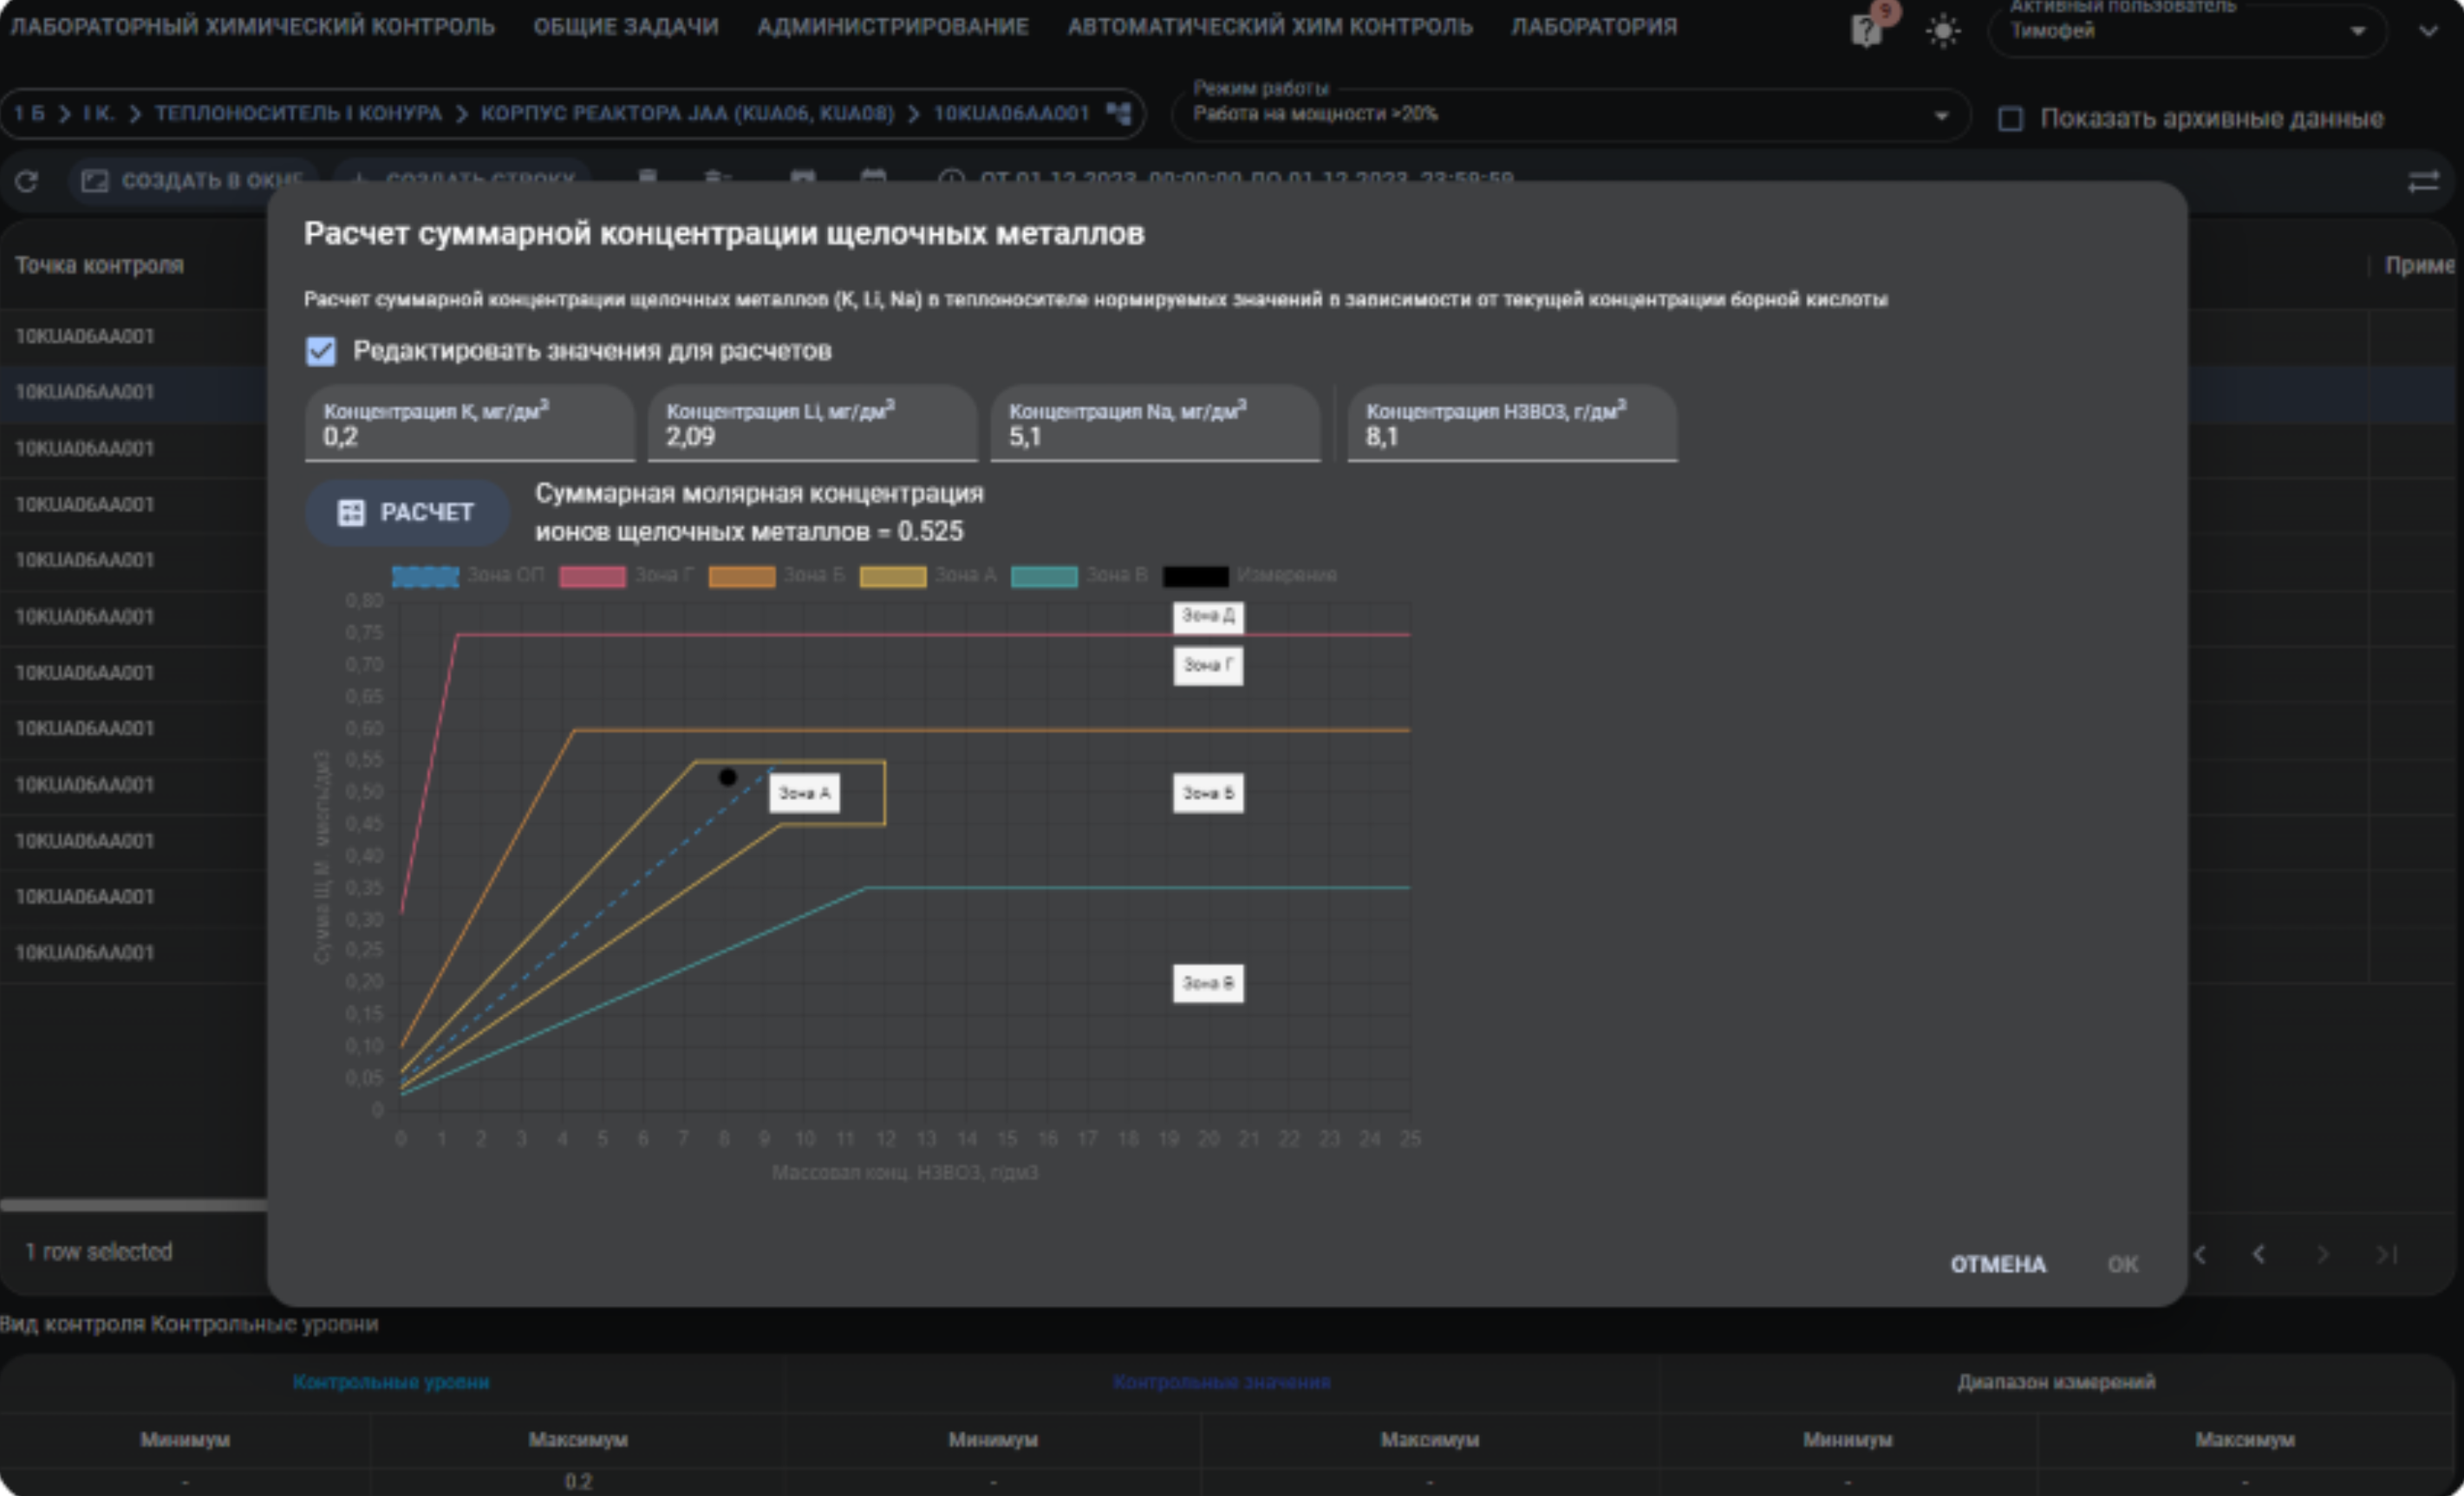 ЛАБОРАТОРНЫЙ ХИМИЧЕСКИЙ КОНТРОЛЬ ОБЩИЕ ЗАДАЧИ АДМИНИСТРИРОВАНИЕ АВТОМАТИЧЕСКИЙ ХИМ КОНТРОЛЬ ЛАБОРАТОРИЯ 9 Активный пользователь
Тимофей
1 Б > I К. > ТЕПЛОНОСИТЕЛЬ I КОНУРА > КОРПУС РЕАКТОРА JAA (KUA06, KUA08) > 10KUA06AA001
Режим работы
Работа на мощности >20%
Показать архивные данные
СОЗДАТЬ В ОКНЕ + СОЗДАТЬ СТРОКУ ОТ 01.12.2023, 00:00:00 ДО 01.12.2023, 23:59:59
Точка контроля
Приме
10KUA06AA001
10KUA06AA001
10KUA06AA001
10KUA06AA001
10KUA06AA001
10KUA06AA001
10KUA06AA001
10KUA06AA001
10KUA06AA001
10KUA06AA001
10KUA06AA001
10KUA06AA001
1 row selected
Расчет суммарной концентрации щелочных металлов
Расчет суммарной концентрации щелочных металлов (K, Li, Na) в теплоносителе нормируемых значений в зависимости от текущей концентрации борной кислоты
Редактировать значения для расчетов
Концентрация K, мг/дм³
0,2
Концентрация Li, мг/дм³
2,09
Концентрация Na, мг/дм³
5,1
Концентрация H3BO3, г/дм³
8,1
РАСЧЕТ
Суммарная молярная концентрация
ионов щелочных металлов = 0.525
Зона ОП Зона Г Зона Б Зона А Зона В Измерения
0,80
0,75
0,70
0,65
0,60
0,55
0,50
0,45
0,40
0,35
0,30
0,25
0,20
0,15
0,10
0,05
0
Сумма Щ.М. ммоль/дм3
Зона Д
Зона Г
Зона А
Зона Б
Зона В
0 1 2 3 4 5 6 7 8 9 10 11 12 13 14 15 16 17 18 19 20 21 22 23 24 25
Массовая конц. H3BO3, г/дм3
ОТМЕНА ОК
Вид контроля Контрольные уровни
Контрольные уровни Контрольные значения Диапазон измерений
Минимум Максимум Минимум Максимум Минимум Максимум
- 0.2 - - - -